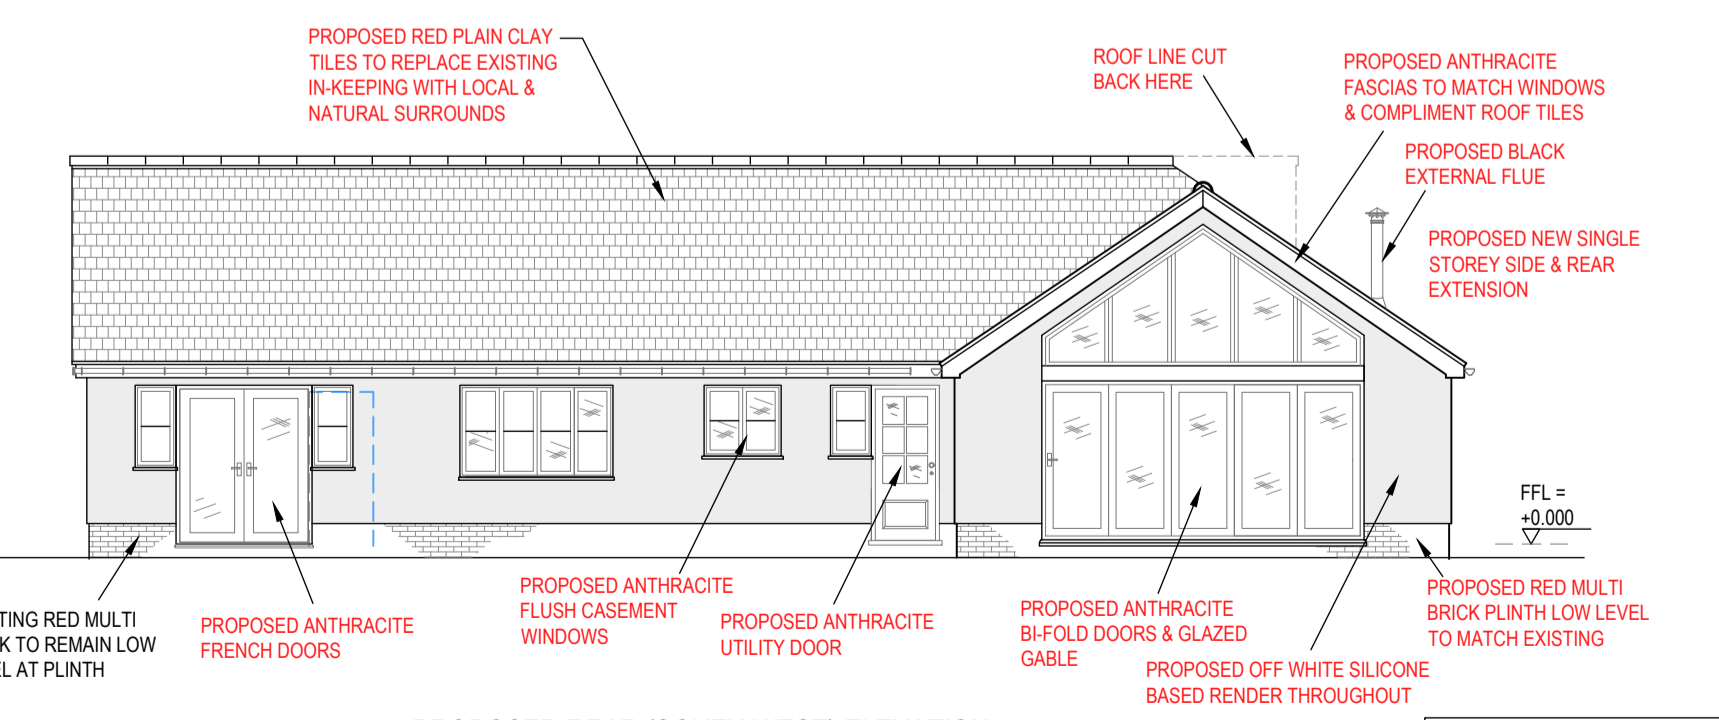 PROPOSED RED PLAIN CLAY
TILES TO REPLACE EXISTING
IN-KEEPING WITH LOCAL &
NATURAL SURROUNDS
ROOF LINE CUT
BACK HERE
PROPOSED ANTHRACITE
FASCIAS TO MATCH WINDOWS
& COMPLIMENT ROOF TILES
PROPOSED BLACK
EXTERNAL FLUE
PROPOSED NEW SINGLE
STOREY SIDE & REAR
EXTENSION
FFL =
+0.000
TING RED MULTI
K TO REMAIN LOW
EL AT PLINTH
PROPOSED ANTHRACITE
FRENCH DOORS
PROPOSED ANTHRACITE
FLUSH CASEMENT
WINDOWS
PROPOSED ANTHRACITE
UTILITY DOOR
PROPOSED ANTHRACITE
BI-FOLD DOORS & GLAZED
GABLE
PROPOSED OFF WHITE SILICONE
BASED RENDER THROUGHOUT
PROPOSED RED MULTI
BRICK PLINTH LOW LEVEL
TO MATCH EXISTING